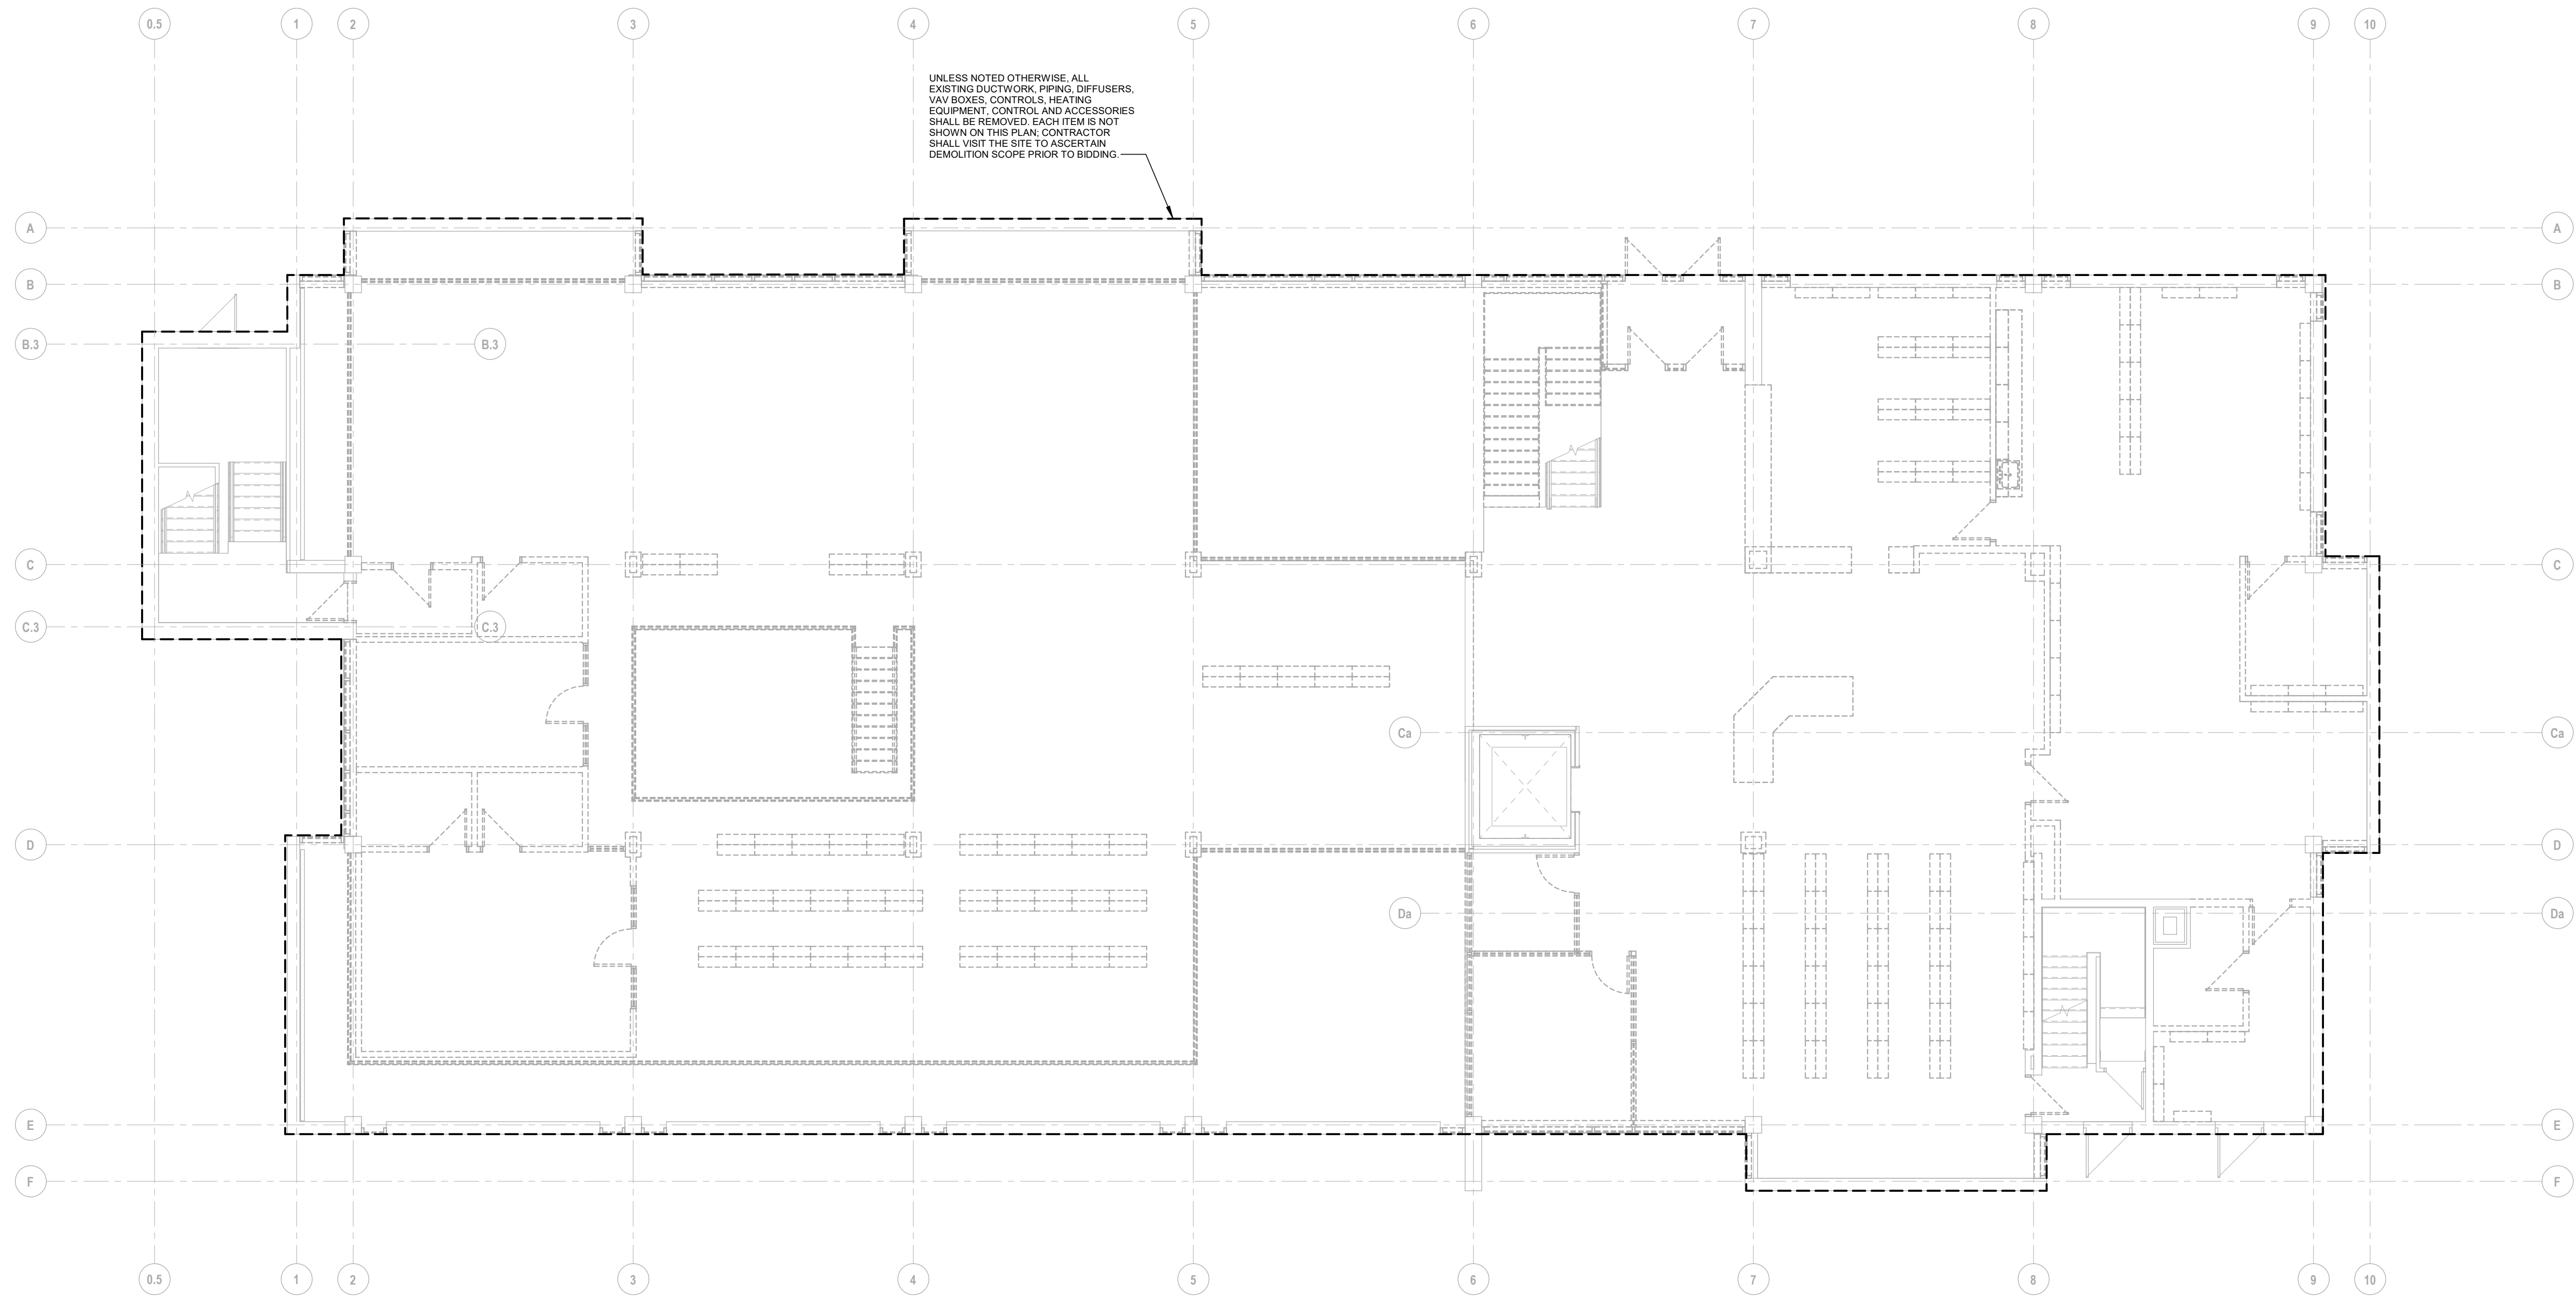 0.5 1 2 3 4 5 6 7 8 9 10
UNLESS NOTED OTHERWISE, ALL
EXISTING DUCTWORK, PIPING, DIFFUSERS,
VAV BOXES, CONTROLS, HEATING
EQUIPMENT, CONTROL AND ACCESSORIES
SHALL BE REMOVED. EACH ITEM IS NOT
SHOWN ON THIS PLAN; CONTRACTOR
SHALL VISIT THE SITE TO ASCERTAIN
DEMOLITION SCOPE PRIOR TO BIDDING.
A A
B B
B.3 B.3
C C
C.3 C.3
Ca Ca
D D
Da Da
E E
F F
0.5 1 2 3 4 5 6 7 8 9 10